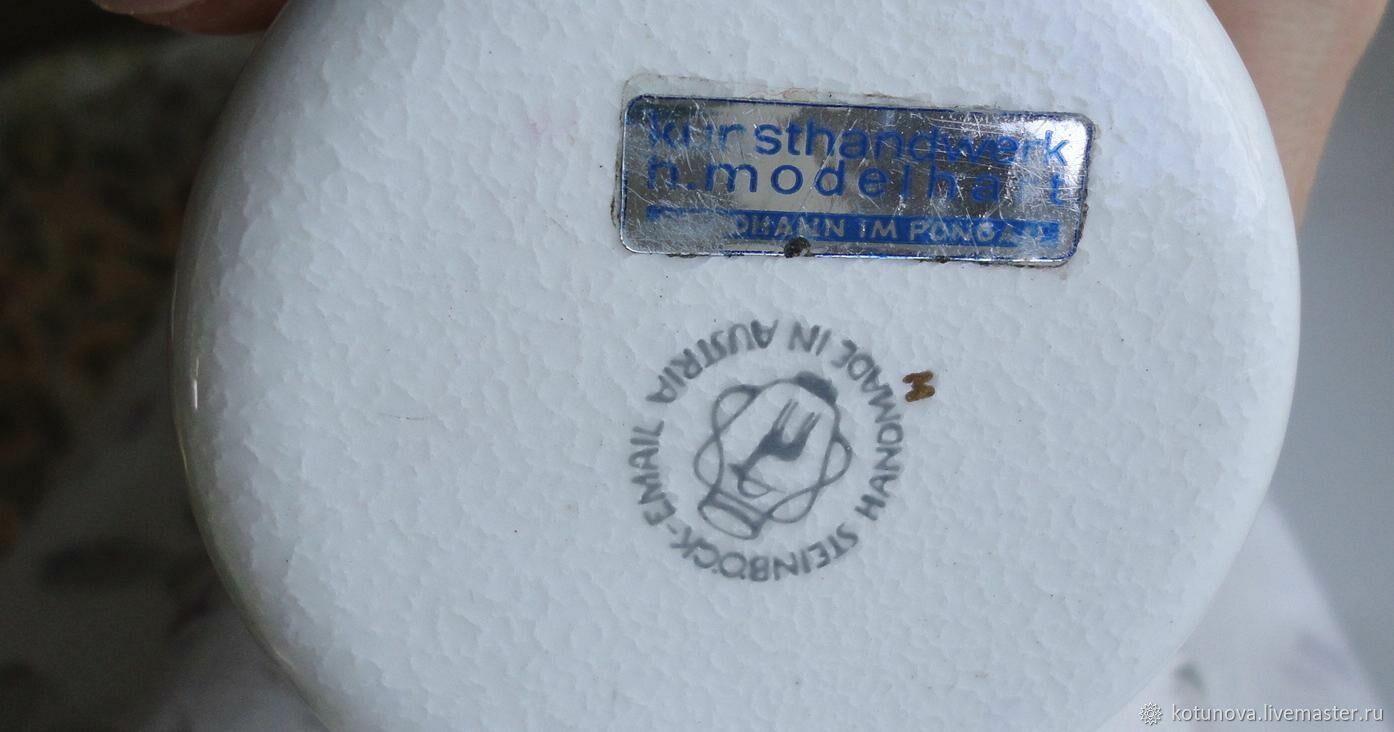 kunsthandwerk
n.modelhart
JOHANN IM PONGAU
STEINBÖCK-EMAIL HANDMADE IN AUSTRIA
kotunova.livemaster.ru